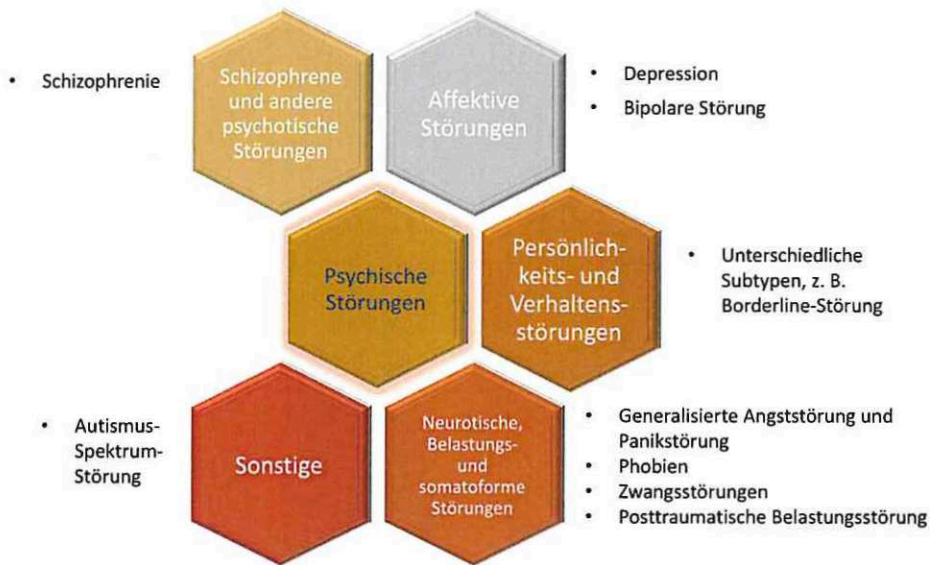 • Schizophrenie
Schizophrene
und andere
psychotische
Störungen
Affektive
Störungen
• Depression
• Bipolare Störung
Psychische
Störungen
Persönlich-
keits- und
Verhaltens-
störungen
• Unterschiedliche
Subtypen, z. B.
Borderline-Störung
• Autismus-
Spektrum-
Störung
Sonstige
Neurotische,
Belastungs-
und
somatoforme
Störungen
• Generalisierte Angststörung und
Panikstörung
• Phobien
• Zwangsstörungen
• Posttraumatische Belastungsstörung